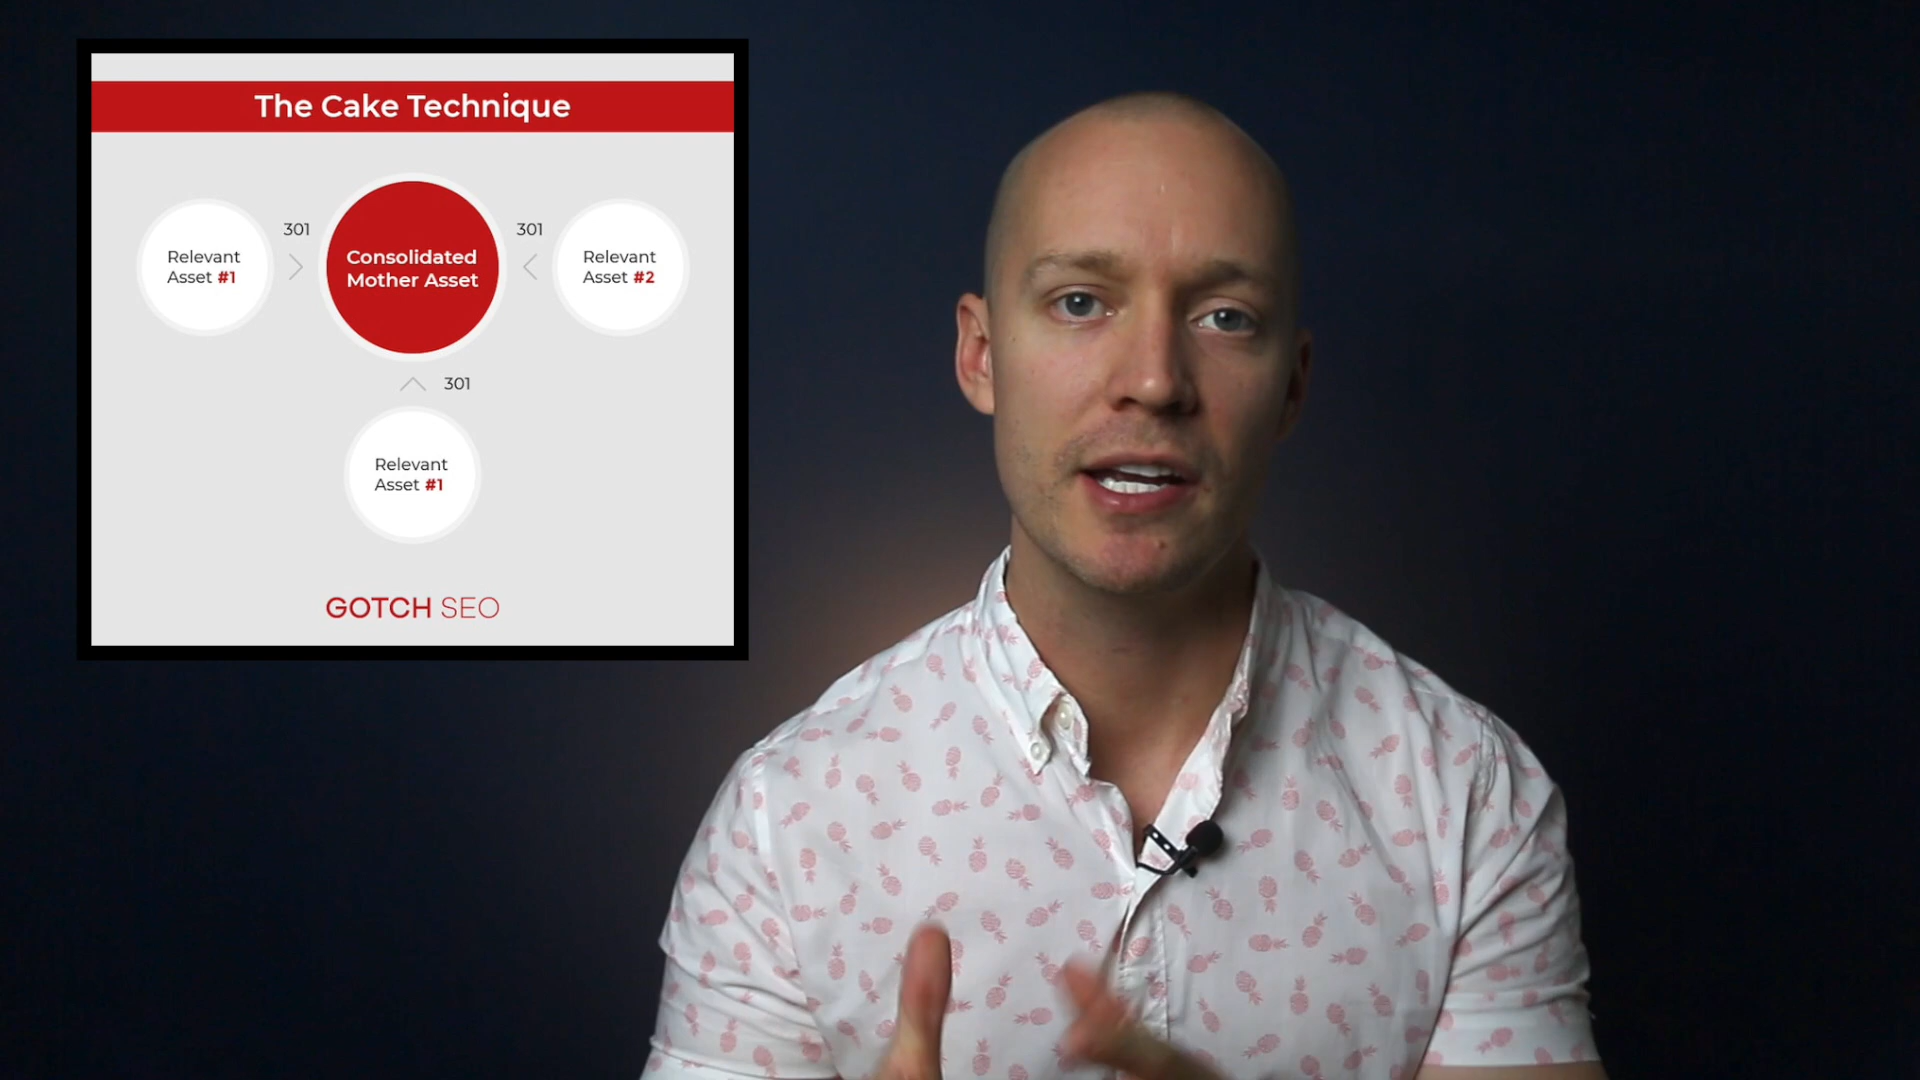 The Cake Technique
301
301
Relevant
Asset #1
Consolidated
Mother Asset
Relevant
Asset #2
301
Relevant
Asset #1
GOTCH SEO